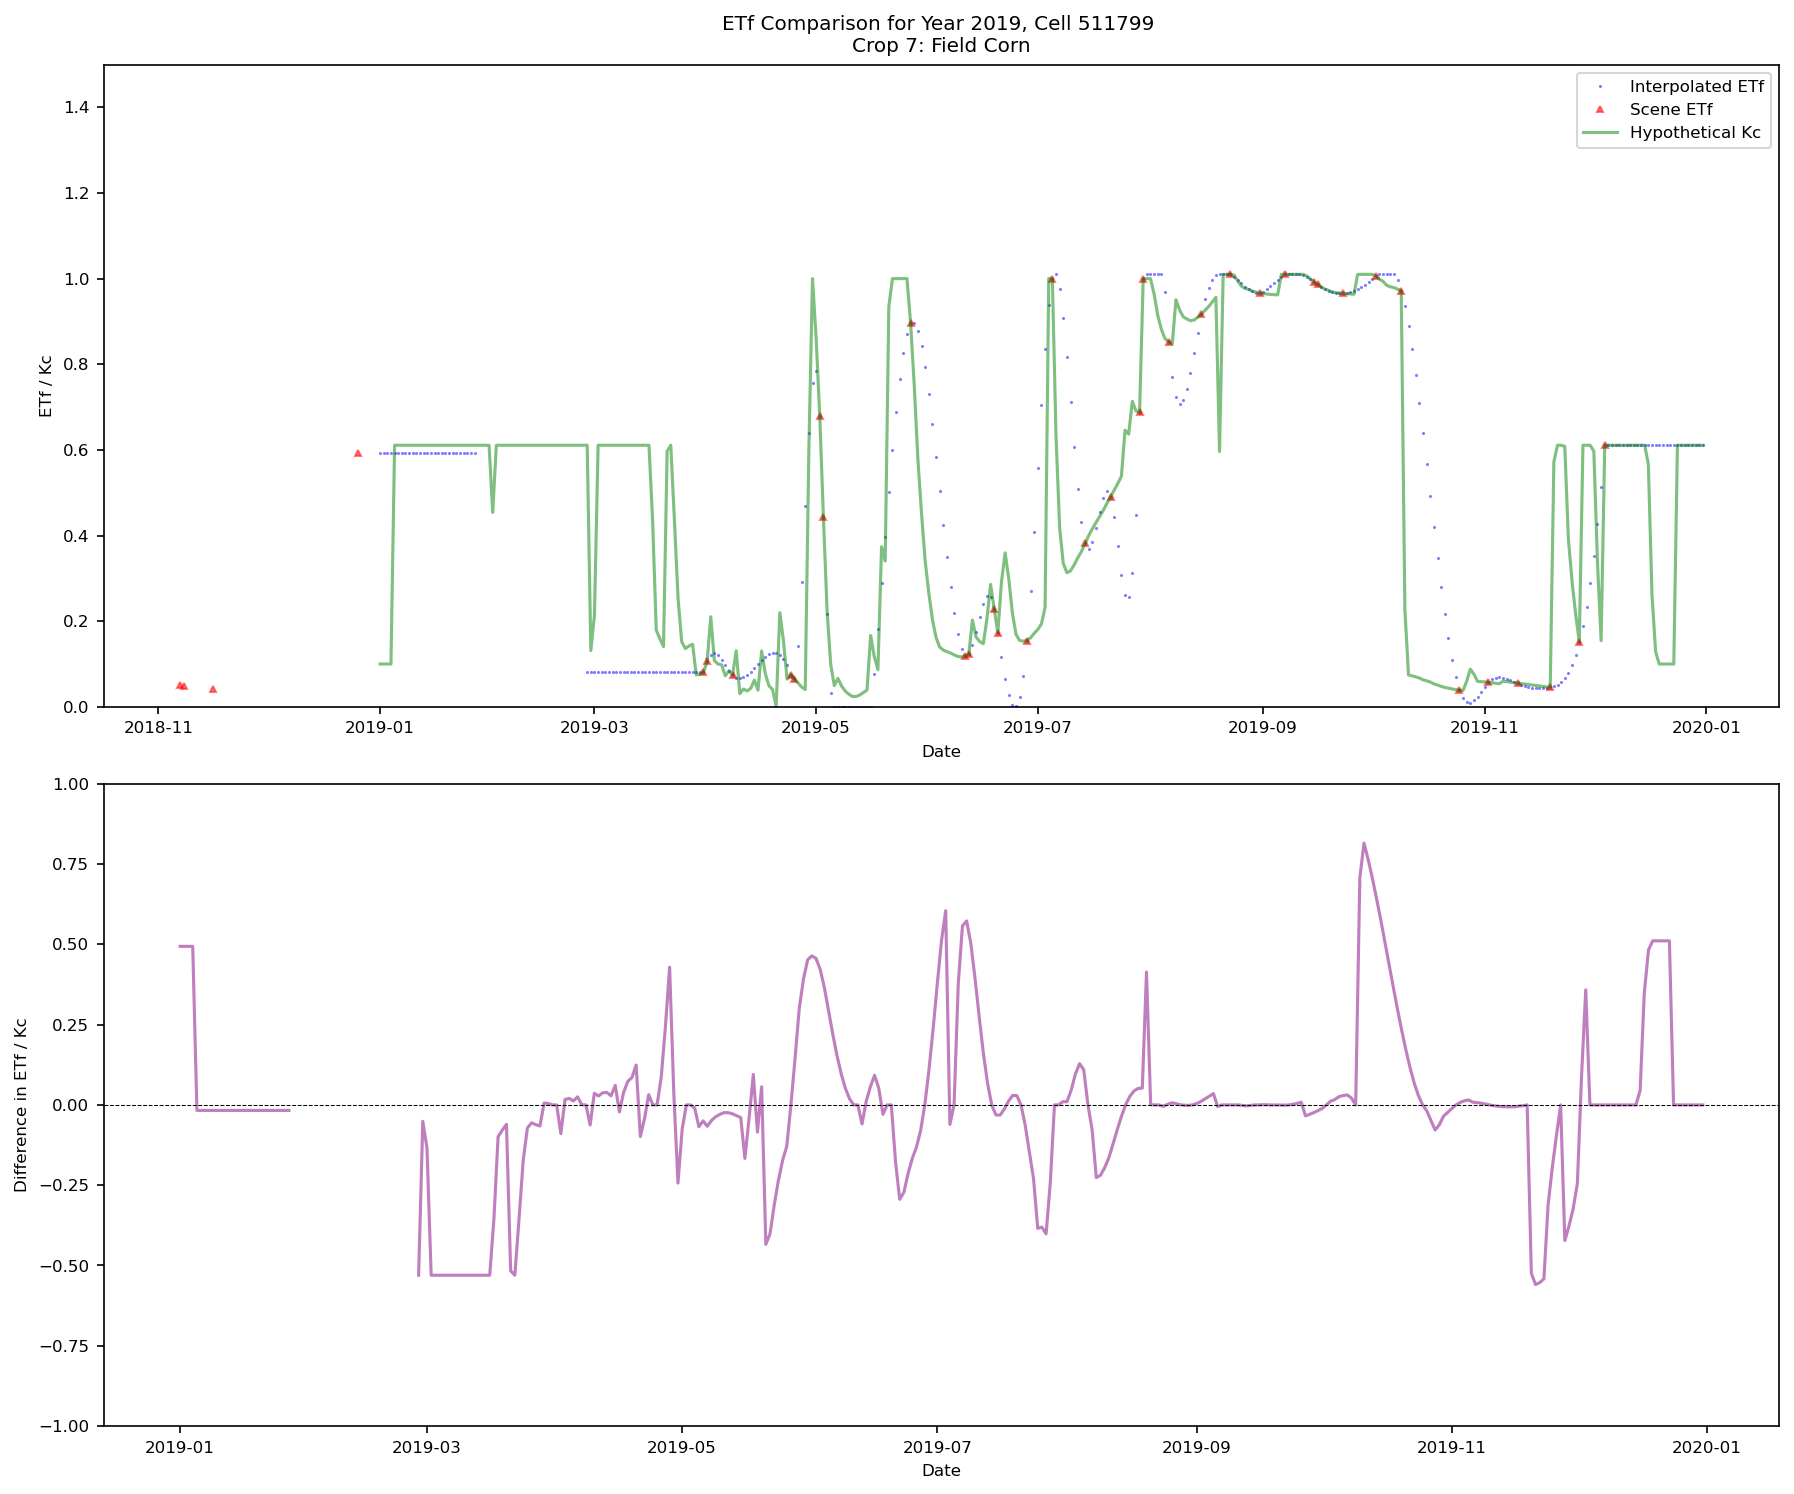 ETf Comparison for Year 2019, Cell 511799
Crop 7: Field Corn
Interpolated ETf
Scene ETf
Hypothetical Kc
ETf / Kc
1.4
1.2
1.0
0.8
0.6
0.4
0.2
0.0
2018-11 2019-01 2019-03 2019-05 2019-07 2019-09 2019-11 2020-01
Date
Difference in ETf / Kc
1.00
0.75
0.50
0.25
0.00
−0.25
−0.50
−0.75
−1.00
2019-01 2019-03 2019-05 2019-07 2019-09 2019-11 2020-01
Date